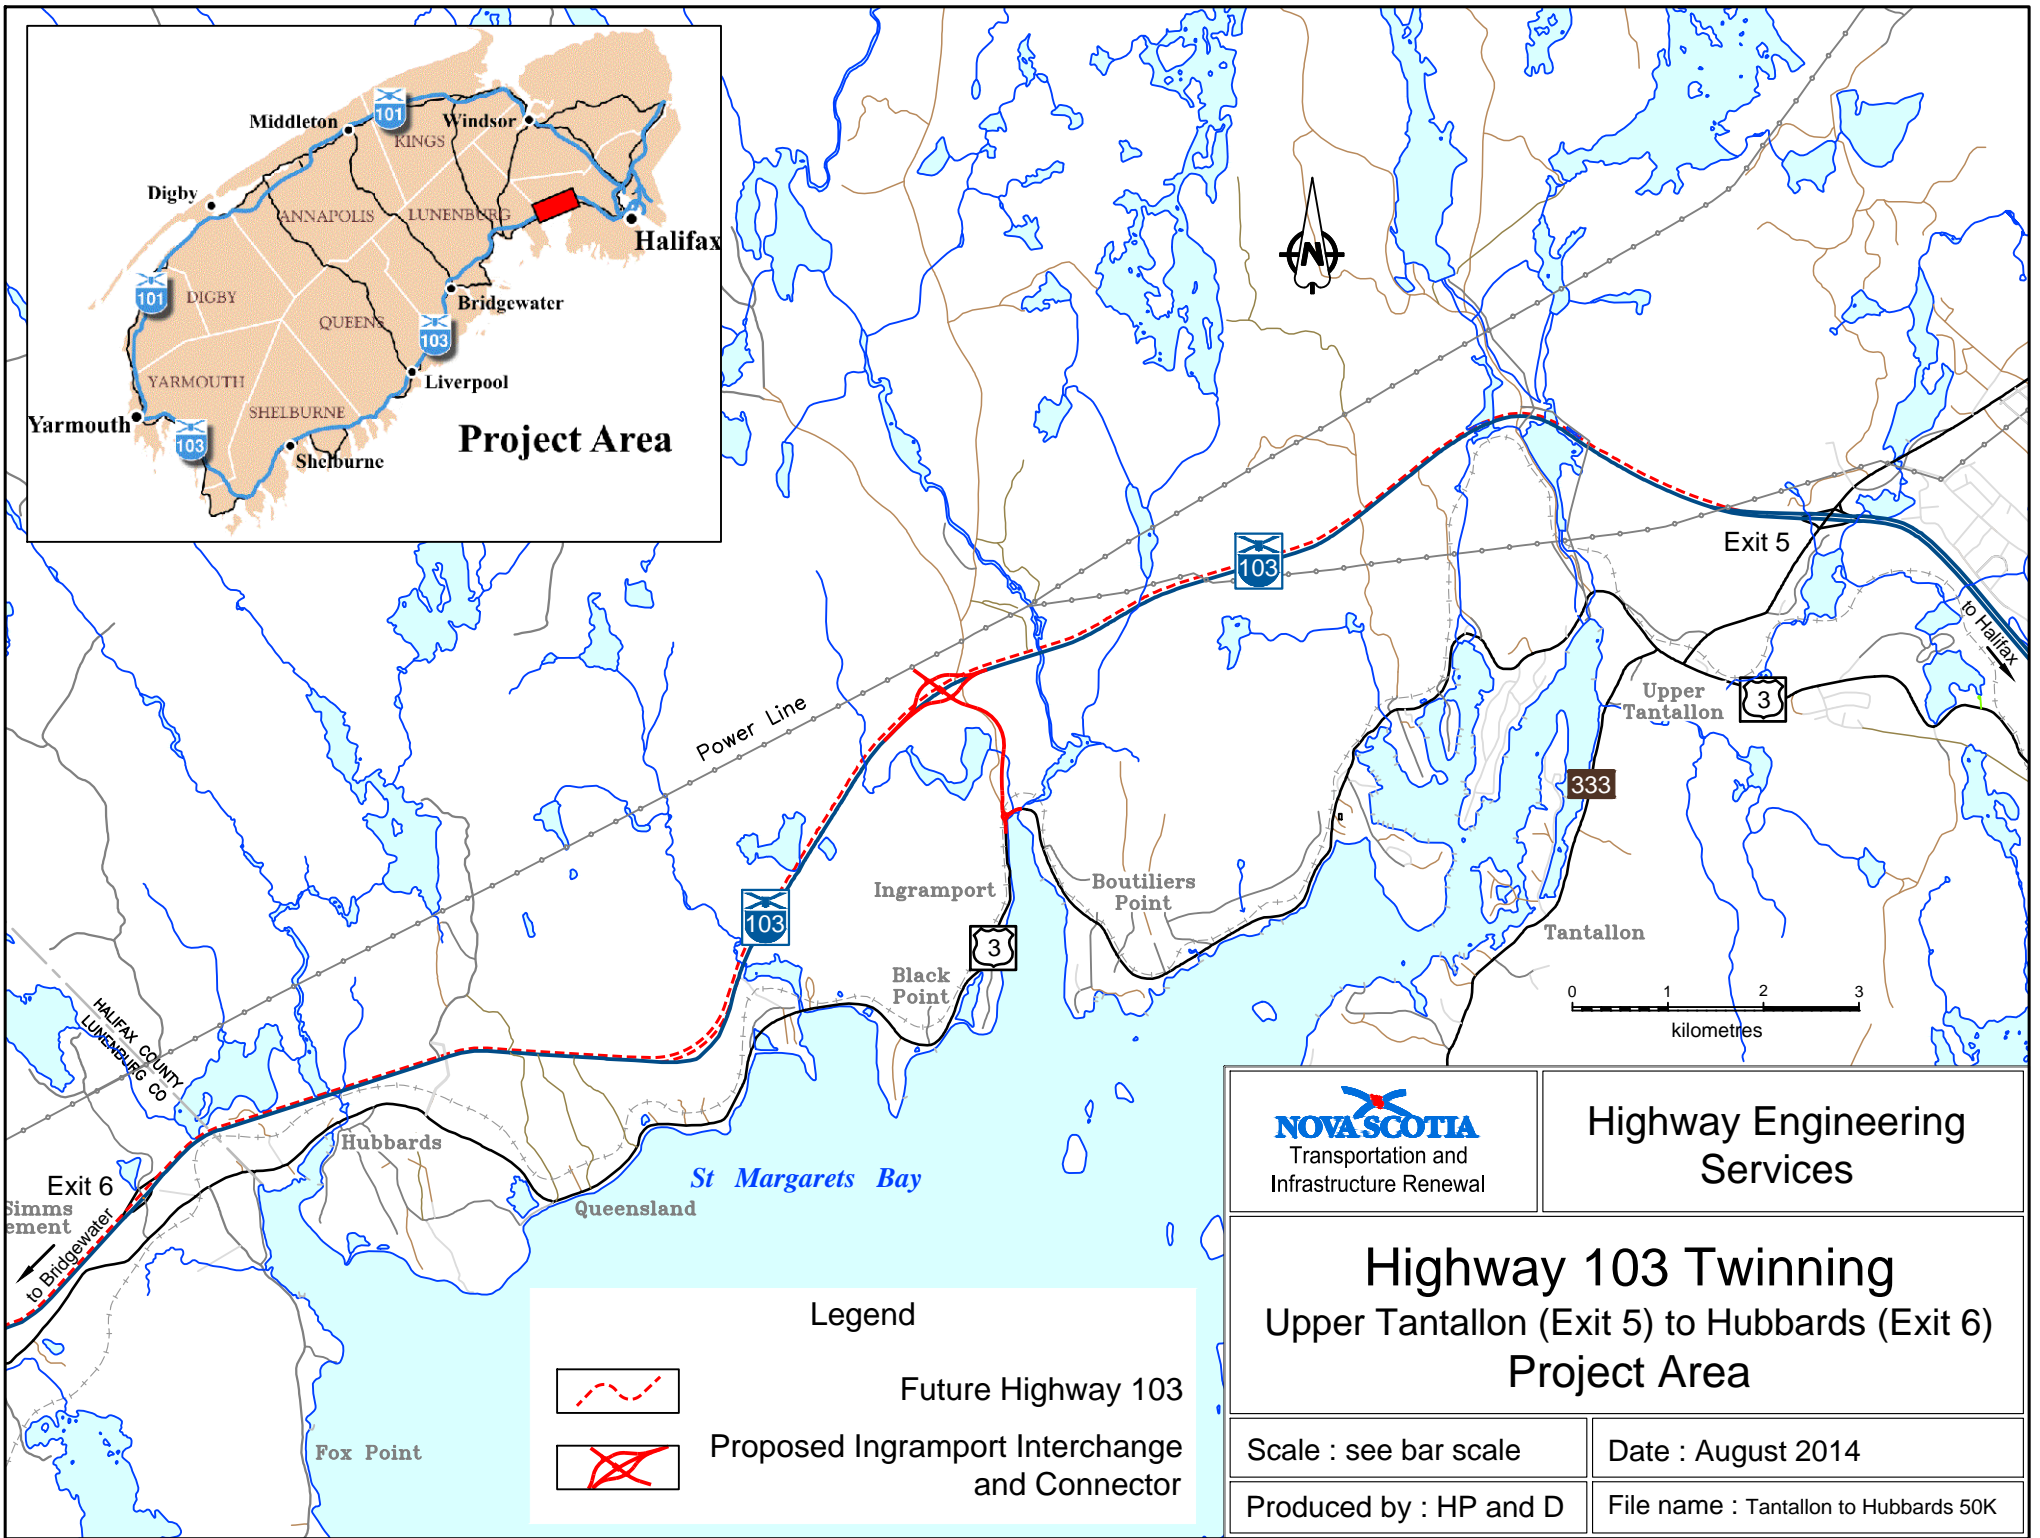 Middleton
101
Windsor
KINGS
Digby
ANNAPOLIS
LUNENBURG
Halifax
101
DIGBY
Bridgewater
QUEENS
103
Liverpool
YARMOUTH
SHELBURNE
Yarmouth
103
Shelburne
Project Area
N
103
Exit 5
to Halifax
Upper
Tantallon
3
Power Line
333
Ingramport
Boutiliers
Point
103
3
Tantallon
Black
Point
0 1 2 3
kilometres
HALIFAX COUNTY
LUNENBURG CO
Hubbards
Exit 6
Simms
ement
to Bridgewater
St Margarets Bay
Queensland
Fox Point
Legend
Future Highway 103
Proposed Ingramport Interchange
and Connector
NOVA SCOTIA
Transportation and
Infrastructure Renewal
Highway Engineering
Services
Highway 103 Twinning
Upper Tantallon (Exit 5) to Hubbards (Exit 6)
Project Area
Scale : see bar scale
Date : August 2014
Produced by : HP and D
File name : Tantallon to Hubbards 50K